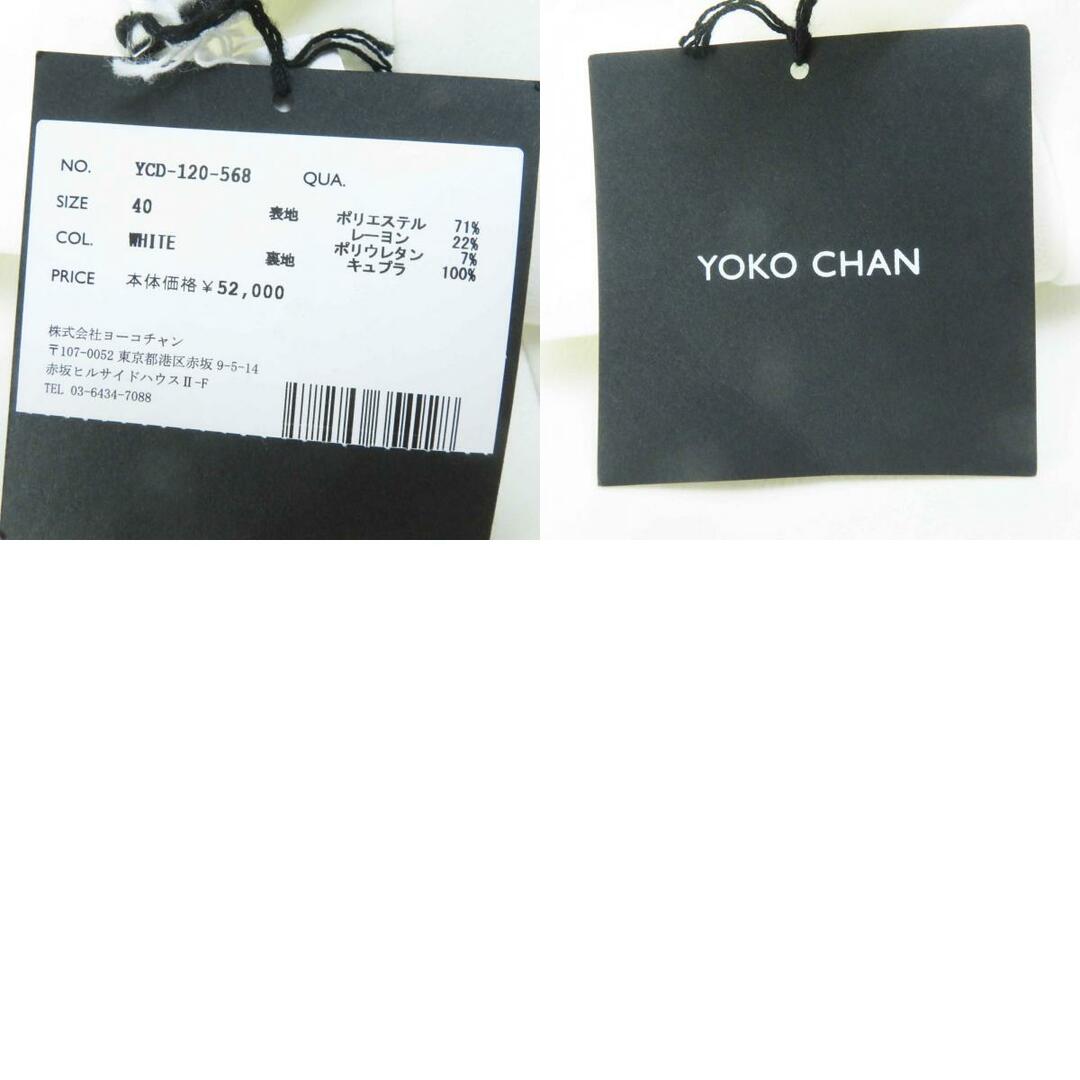 NO. YCD-120-568 QUA.
SIZE 40 表地 ポリエステル 71%
レーヨン 22%
COL. WHITE ポリウレタン 7%
裏地 キュプラ 100%
PRICE 本体価格¥52,000
株式会社ヨーコチャン
〒107-0052 東京都港区赤坂 9-5-14
赤坂ヒルサイドハウスⅡ-F
TEL 03-6434-7088
YOKO CHAN